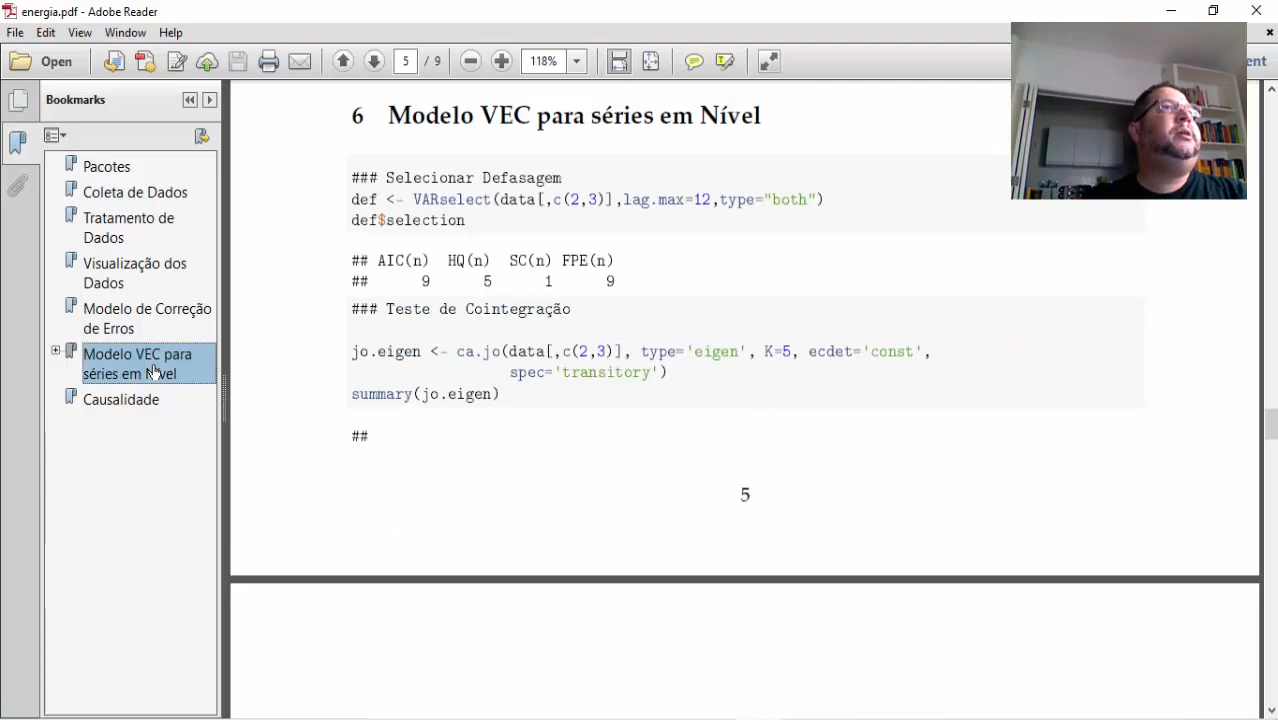 energia.pdf - Adobe Reader
File Edit View Window Help
Open
5 / 9
118%
ent
Bookmarks
Pacotes
Coleta de Dados
Tratamento de
Dados
Visualização dos
Dados
Modelo de Correção
de Erros
Modelo VEC para
séries em Nível
Causalidade
6 Modelo VEC para séries em Nível
### Selecionar Defasagem
def <- VARselect(data[,c(2,3)],lag.max=12,type="both")
def$selection
## AIC(n) HQ(n) SC(n) FPE(n)
## 9 5 1 9
### Teste de Cointegração
jo.eigen <- ca.jo(data[,c(2,3)], type='eigen', K=5, ecdet='const',
spec='transitory')
summary(jo.eigen)
##
5